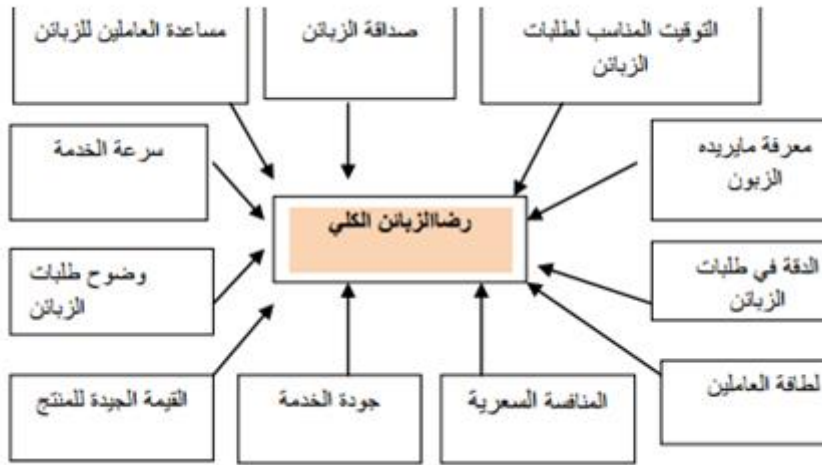 التوقيت المناسب لطلبات
الزبائن
صداقة الزبائن
مساعدة العاملين للزبائن
معرفة مايريده
الزبون
سرعة الخدمة
رضاالزبائن الكلي
الدقة في طلبات
الزبائن
وضوح طلبات
الزبائن
لطافة العاملين
المنافسة السعرية
جودة الخدمة
القيمة الجيدة للمنتج